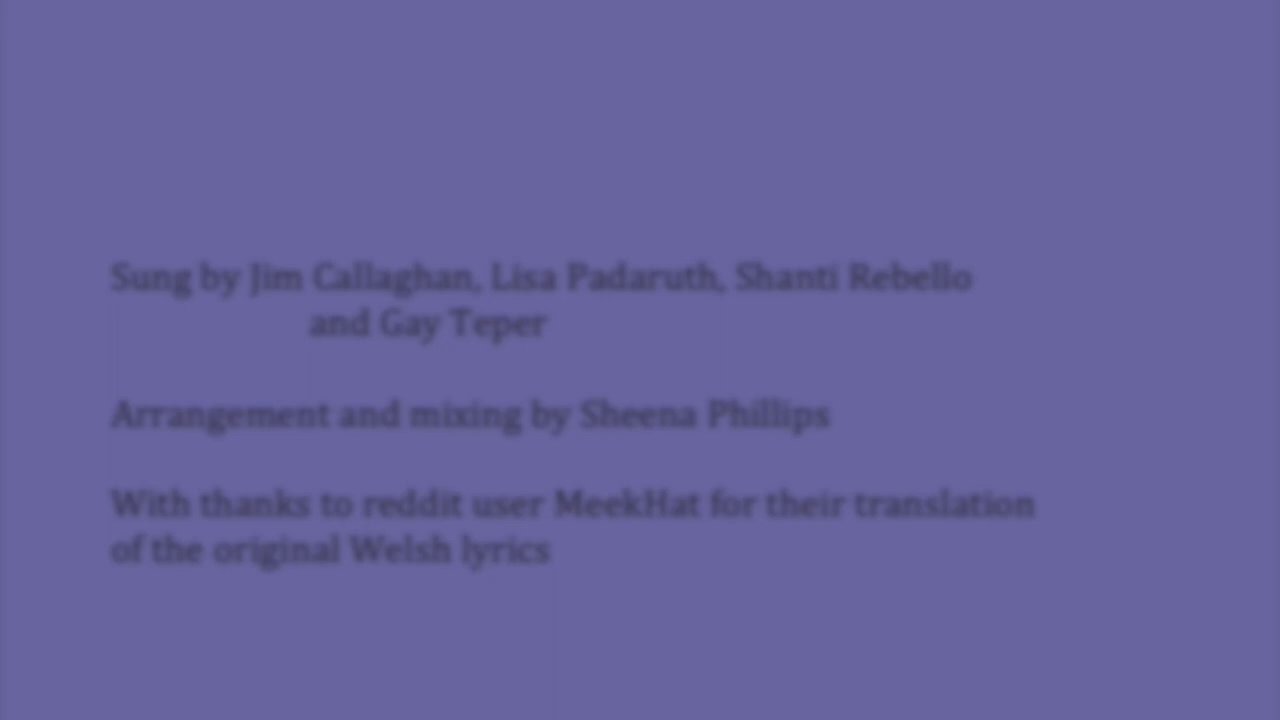 Sung by Jim Callaghan, Lisa Padaruth, Shanti Rebello
and Gay Teper
Arrangement and mixing by Sheena Phillips
With thanks to reddit user MeekHat for their translation
of the original Welsh lyrics